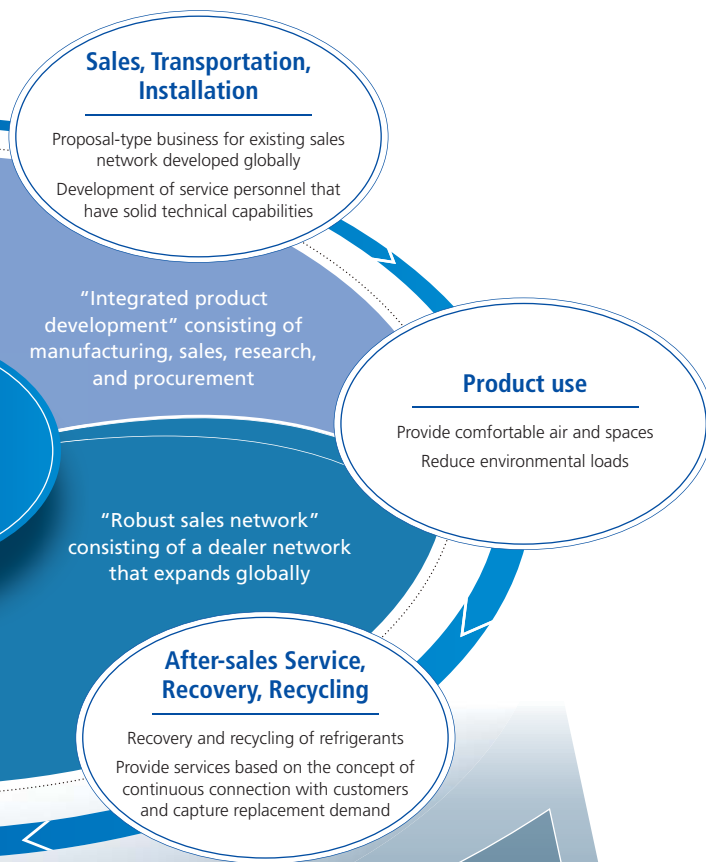 Sales, Transportation,
Installation
Proposal-type business for existing sales
network developed globally
Development of service personnel that
have solid technical capabilities
“Integrated product
development” consisting of
manufacturing, sales, research,
and procurement
Product use
Provide comfortable air and spaces
Reduce environmental loads
“Robust sales network”
consisting of a dealer network
that expands globally
After-sales Service,
Recovery, Recycling
Recovery and recycling of refrigerants
Provide services based on the concept of
continuous connection with customers
and capture replacement demand